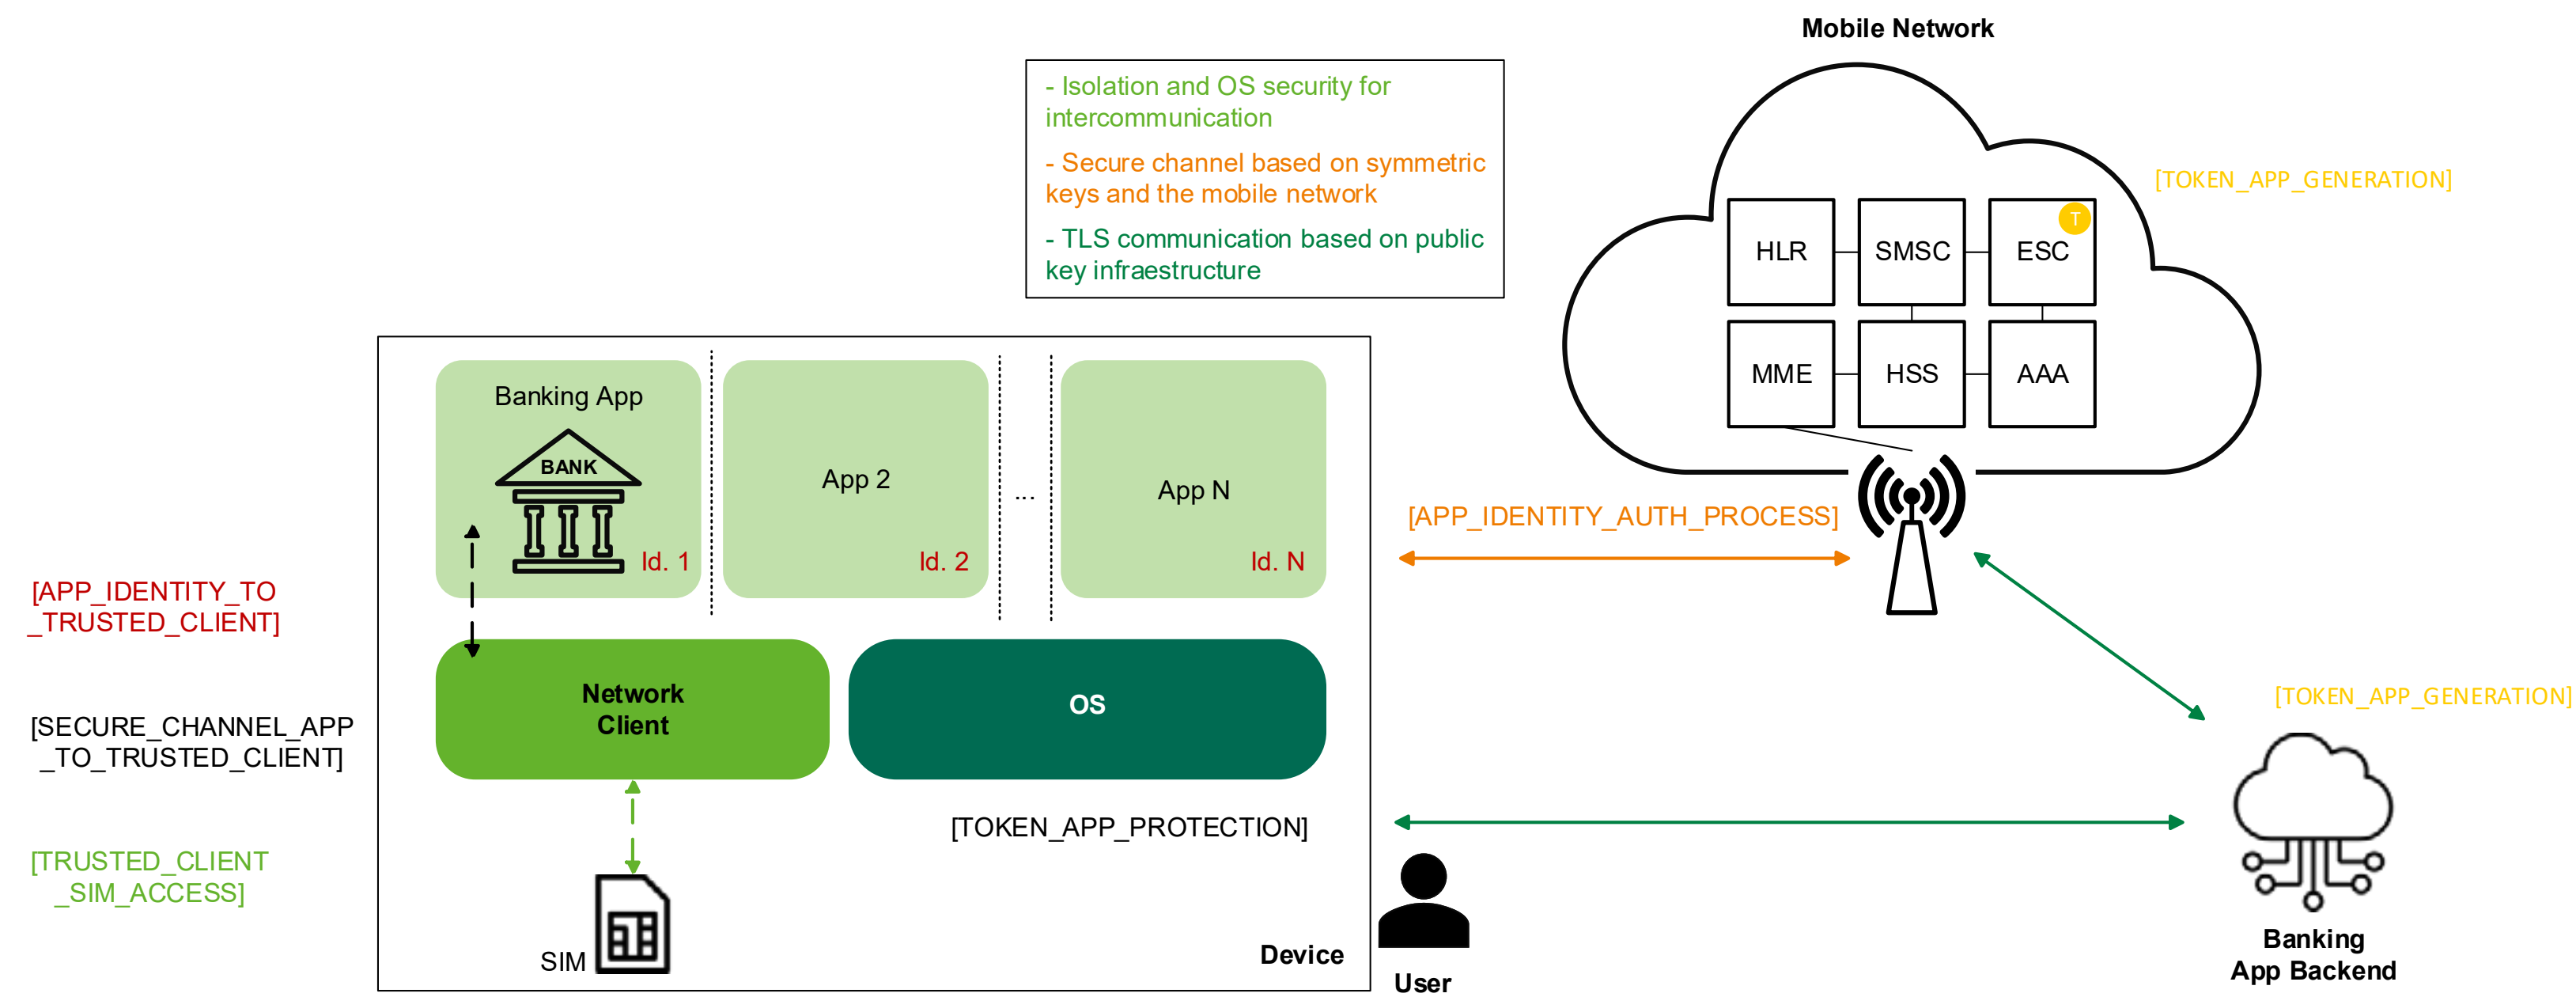 Mobile Network
- Isolation and OS security for
intercommunication
- Secure channel based on symmetric
keys and the mobile network
- TLS communication based on public
key infraestructure
[TOKEN_APP_GENERATION]
T
HLR
SMSC
ESC
MME
HSS
AAA
Banking App
BANK
Id. 1
App 2
Id. 2
...
App N
Id. N
[APP_IDENTITY_AUTH_PROCESS]
[APP_IDENTITY_TO
_TRUSTED_CLIENT]
Network
Client
OS
[SECURE_CHANNEL_APP
_TO_TRUSTED_CLIENT]
[TOKEN_APP_GENERATION]
[TOKEN_APP_PROTECTION]
[TRUSTED_CLIENT
_SIM_ACCESS]
SIM
Device
User
Banking
App Backend